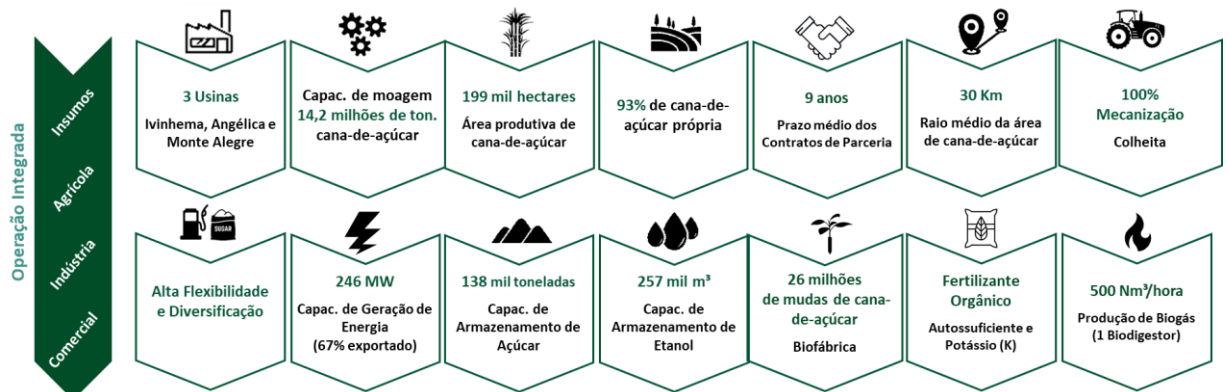 Operação Integrada
Insumos
Agrícola
Indústria
Comercial
3 Usinas
Ivinhema, Angélica e
Monte Alegre
Capac. de moagem
14,2 milhões de ton.
cana-de-açúcar
199 mil hectares
Área produtiva de
cana-de-açúcar
93% de cana-de-
açúcar própria
9 anos
Prazo médio dos
Contratos de Parceria
30 Km
Raio médio da área
de cana-de-açúcar
100%
Mecanização
Colheita
SUGAR
Alta Flexibilidade
e Diversificação
246 MW
Capac. de Geração de
Energia
(67% exportado)
138 mil toneladas
Capac. de
Armazenamento de
Açúcar
257 mil m³
Capac. de
Armazenamento de
Etanol
26 milhões
de mudas de cana-
de-açúcar
Biofábrica
Fertilizante
Orgânico
Autossuficiente e
Potássio (K)
500 Nm³/hora
Produção de Biogás
(1 Biodigestor)